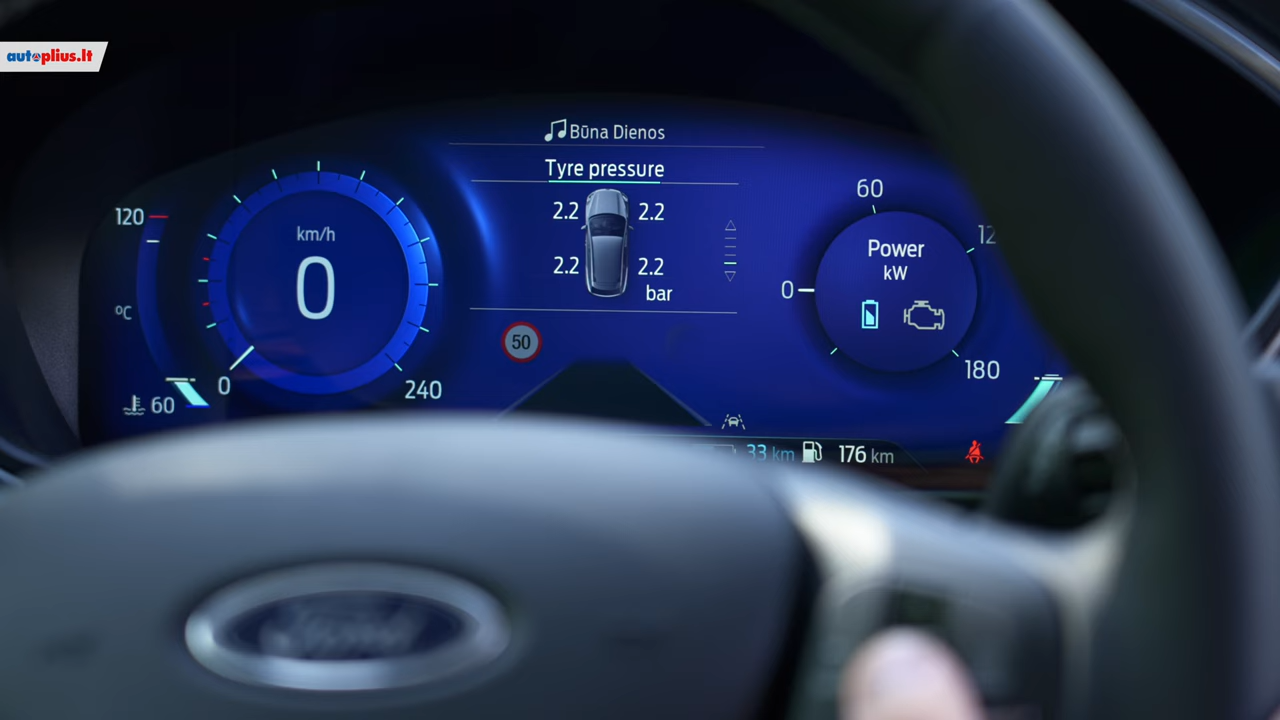 autoplius.lt
Būna Dienos
Tyre pressure
2.2 2.2
2.2 2.2
bar
120
°C
60
km/h
0
0
240
50
60
0
180
Power
kW
33 km
176 km
Ford